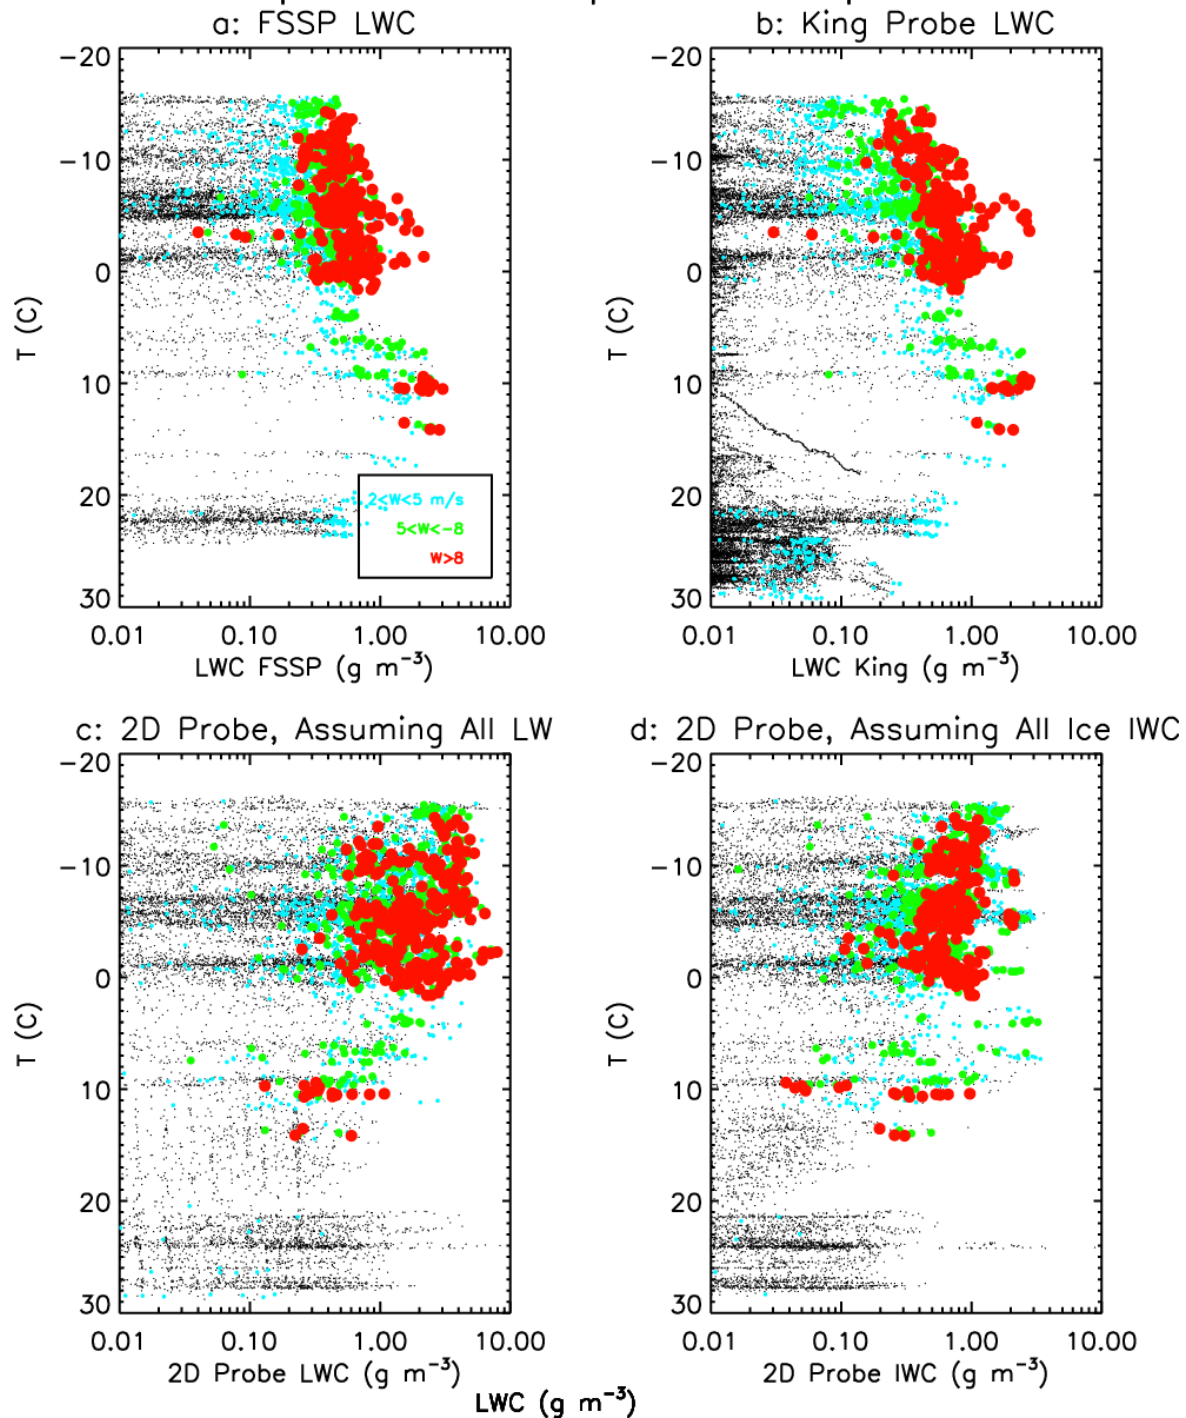 a: FSSP LWC
b: King Probe LWC
-20
-10
0
10
20
30
T (C)
2<W<5 m/s
5<W<-8
W>8
0.01 0.10 1.00 10.00
LWC FSSP (g m⁻³)
-20
-10
0
10
20
30
T (C)
0.01 0.10 1.00 10.00
LWC King (g m⁻³)
c: 2D Probe, Assuming All LW
d: 2D Probe, Assuming All Ice IWC
-20
-10
0
10
20
30
T (C)
0.01 0.10 1.00 10.00
2D Probe LWC (g m⁻³)
-20
-10
0
10
20
30
T (C)
0.01 0.10 1.00 10.00
2D Probe IWC (g m⁻³)
LWC (g m⁻³)